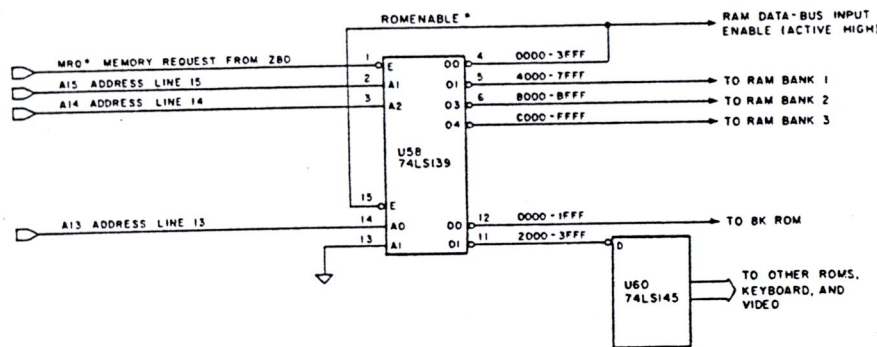 ROMENABLE*
RAM DATA-BUS INPUT
ENABLE (ACTIVE HIGH)
MRQ* MEMORY REQUEST FROM Z80
1
E
O0
4
0000-3FFF
A15 ADDRESS LINE 15
2
A1
O1
5
4000-7FFF
TO RAM BANK 1
A14 ADDRESS LINE 14
3
A2
O3
6
8000-BFFF
TO RAM BANK 2
O4
C000-FFFF
TO RAM BANK 3
U58
74LS139
15
E
A13 ADDRESS LINE 13
14
A0
O0
12
0000-1FFF
TO 8K ROM
13
A1
O1
11
2000-3FFF
D
U60
74LS145
TO OTHER ROMS,
KEYBOARD, AND
VIDEO